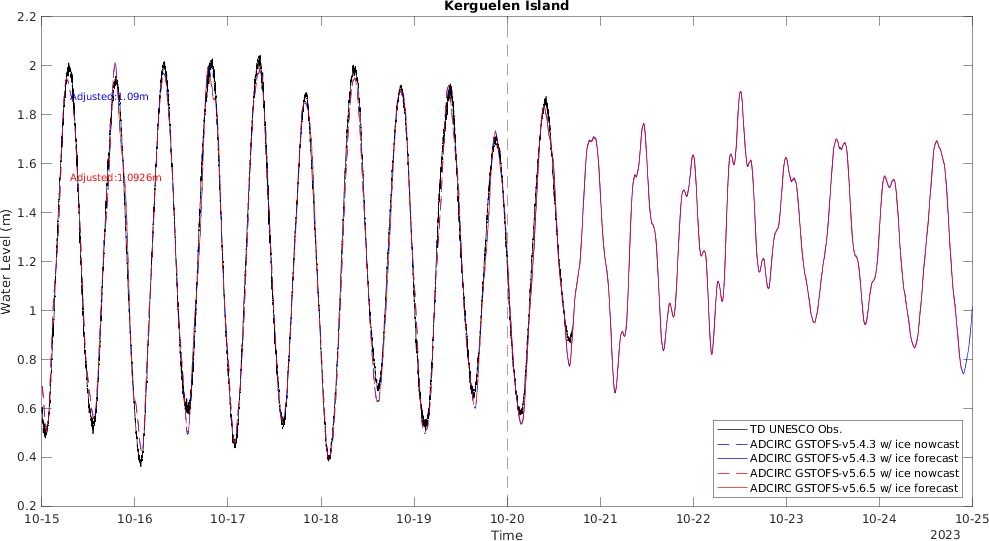 Kerguelen Island
2.2
2
1.8
1.6
1.4
1.2
1
0.8
0.6
0.4
0.2
Water Level (m)
Adjusted:1.09m
Adjusted:1.0926m
TD UNESCO Obs.
ADCIRC GSTOFS-v5.4.3 w/ ice nowcast
ADCIRC GSTOFS-v5.4.3 w/ ice forecast
ADCIRC GSTOFS-v5.6.5 w/ ice nowcast
ADCIRC GSTOFS-v5.6.5 w/ ice forecast
10-15 10-16 10-17 10-18 10-19 10-20 10-21 10-22 10-23 10-24 10-25
Time
2023